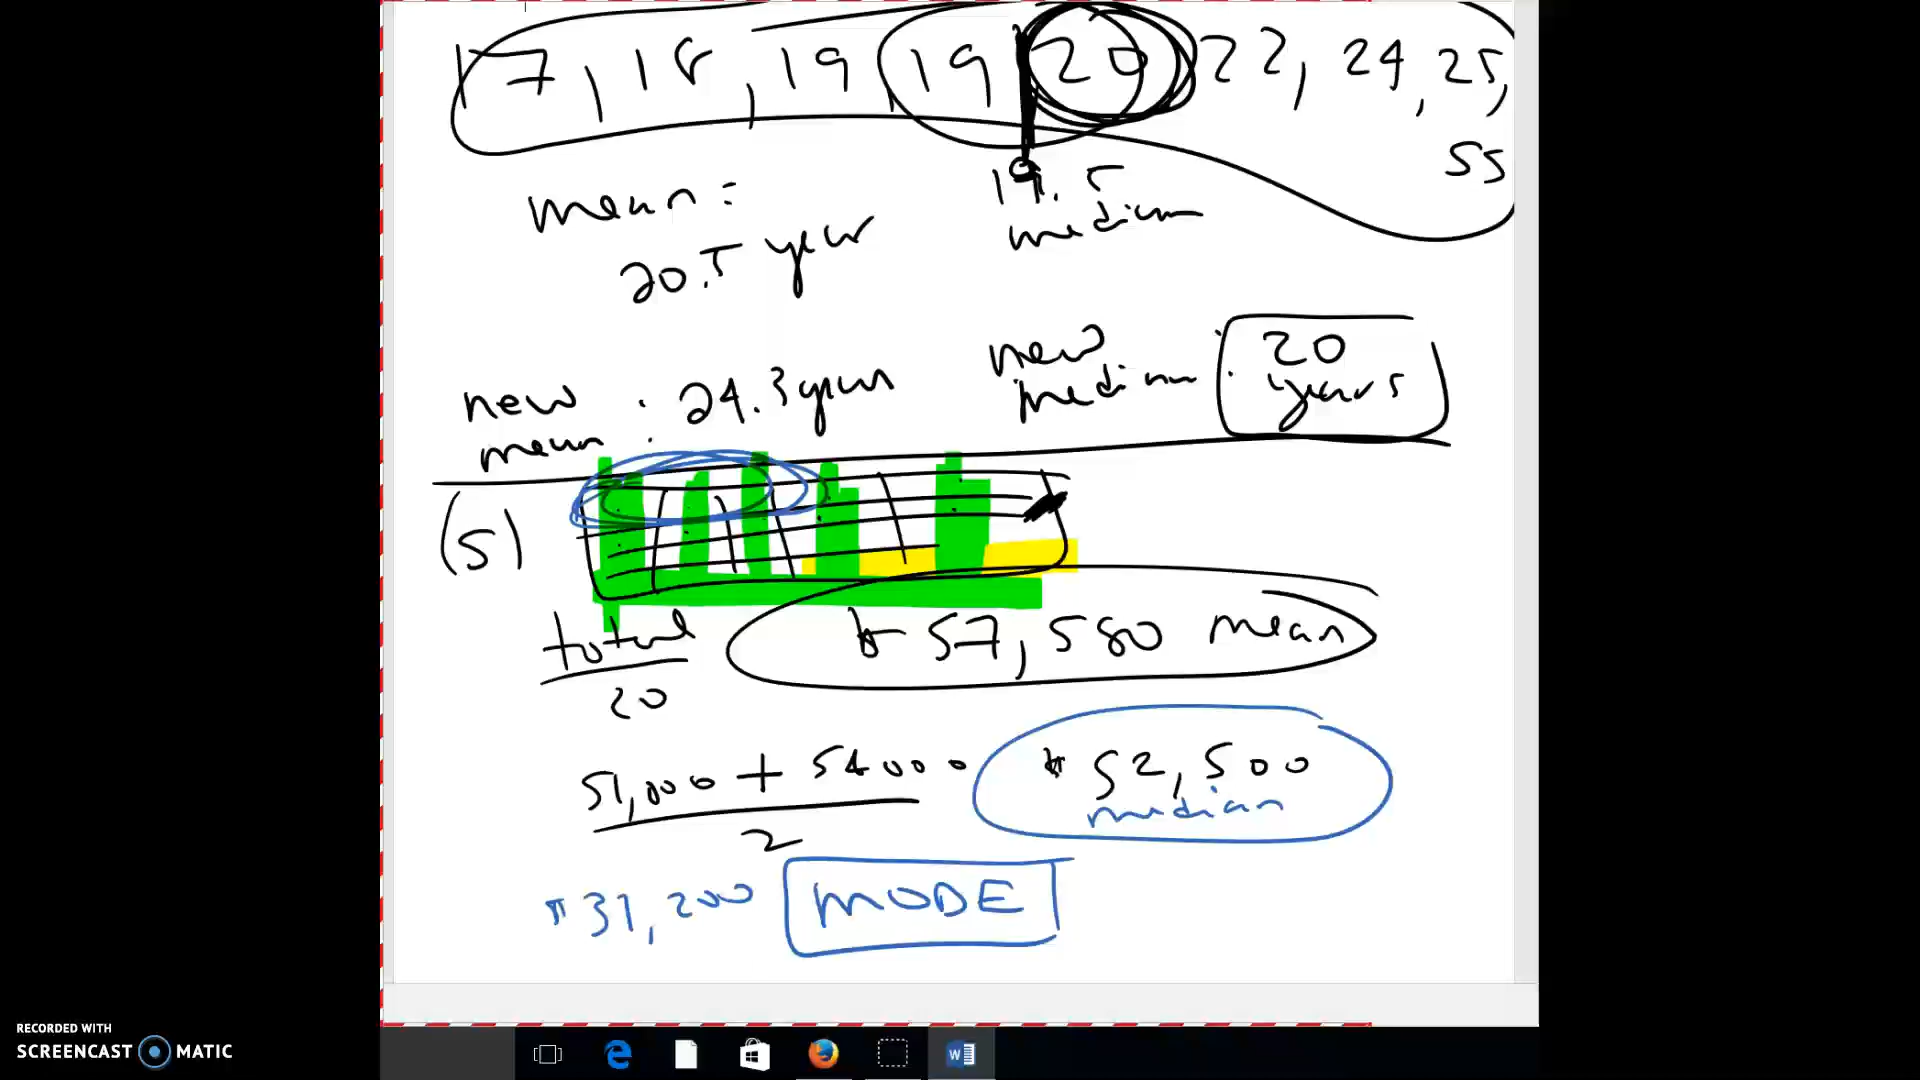 17, 18, 19, 19 20 22, 24, 25,
55
mean:
20.5 year
19.5
median
new
mean : 24.3 years
new
median : 20
years
(5)
total
20
$57,580 mean
51,000 + 54000
2
$52,500
median
$31,200 MODE
RECORDED WITH
SCREENCAST MATIC